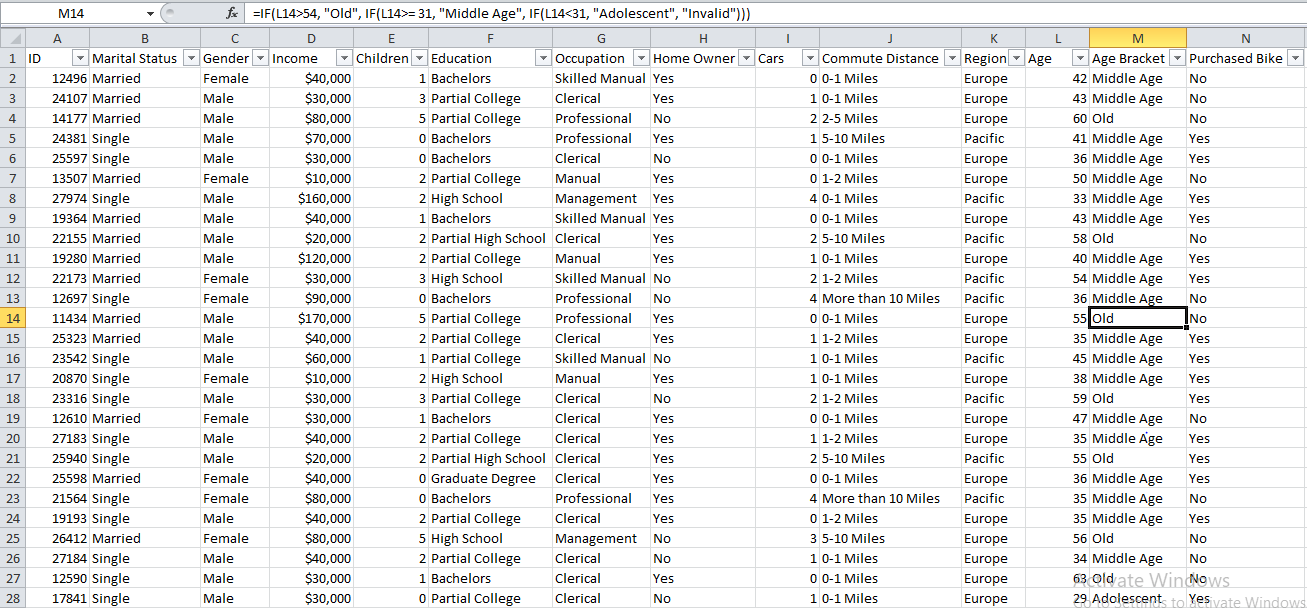 M14 fx =IF(L14>54, "Old", IF(L14>= 31, "Middle Age", IF(L14<31, "Adolescent", "Invalid")))
A B C D E F G H I J K L M N
1 ID Marital Status Gender Income Children Education Occupation Home Owner Cars Commute Distance Region Age Age Bracket Purchased Bike
2 12496 Married Female $40,000 1 Bachelors Skilled Manual Yes 0 0-1 Miles Europe 42 Middle Age No
3 24107 Married Male $30,000 3 Partial College Clerical Yes 1 0-1 Miles Europe 43 Middle Age No
4 14177 Married Male $80,000 5 Partial College Professional No 2 2-5 Miles Europe 60 Old No
5 24381 Single Male $70,000 0 Bachelors Professional Yes 1 5-10 Miles Pacific 41 Middle Age Yes
6 25597 Single Male $30,000 0 Bachelors Clerical No 0 0-1 Miles Europe 36 Middle Age Yes
7 13507 Married Female $10,000 2 Partial College Manual Yes 0 1-2 Miles Europe 50 Middle Age No
8 27974 Single Male $160,000 2 High School Management Yes 4 0-1 Miles Pacific 33 Middle Age Yes
9 19364 Married Male $40,000 1 Bachelors Skilled Manual Yes 0 0-1 Miles Europe 43 Middle Age Yes
10 22155 Married Male $20,000 2 Partial High School Clerical Yes 2 5-10 Miles Pacific 58 Old No
11 19280 Married Male $120,000 2 Partial College Manual Yes 1 0-1 Miles Europe 40 Middle Age Yes
12 22173 Married Female $30,000 3 High School Skilled Manual No 2 1-2 Miles Pacific 54 Middle Age Yes
13 12697 Single Female $90,000 0 Bachelors Professional No 4 More than 10 Miles Pacific 36 Middle Age No
14 11434 Married Male $170,000 5 Partial College Professional Yes 0 0-1 Miles Europe 55 Old No
15 25323 Married Male $40,000 2 Partial College Clerical Yes 1 1-2 Miles Europe 35 Middle Age Yes
16 23542 Single Male $60,000 1 Partial College Skilled Manual No 1 0-1 Miles Pacific 45 Middle Age Yes
17 20870 Single Female $10,000 2 High School Manual Yes 1 0-1 Miles Europe 38 Middle Age Yes
18 23316 Single Male $30,000 3 Partial College Clerical No 2 1-2 Miles Pacific 59 Old Yes
19 12610 Married Female $30,000 1 Bachelors Clerical Yes 0 0-1 Miles Europe 47 Middle Age No
20 27183 Single Male $40,000 2 Partial College Clerical Yes 1 1-2 Miles Europe 35 Middle Age Yes
21 25940 Single Male $20,000 2 Partial High School Clerical Yes 2 5-10 Miles Pacific 55 Old Yes
22 25598 Married Female $40,000 0 Graduate Degree Clerical Yes 0 0-1 Miles Europe 36 Middle Age Yes
23 21564 Single Female $80,000 0 Bachelors Professional Yes 4 More than 10 Miles Pacific 35 Middle Age No
24 19193 Single Male $40,000 2 Partial College Clerical Yes 0 1-2 Miles Europe 35 Middle Age Yes
25 26412 Married Female $80,000 5 High School Management No 3 5-10 Miles Europe 56 Old No
26 27184 Single Male $40,000 2 Partial College Clerical No 1 0-1 Miles Europe 34 Middle Age No
27 12590 Single Male $30,000 1 Bachelors Clerical Yes 0 0-1 Miles Europe 63 Old No
Activate Windows
28 17841 Single Male $30,000 0 Partial College Clerical No 1 0-1 Miles Europe 29 Adolescent Yes
Go to Settings to activate Windows